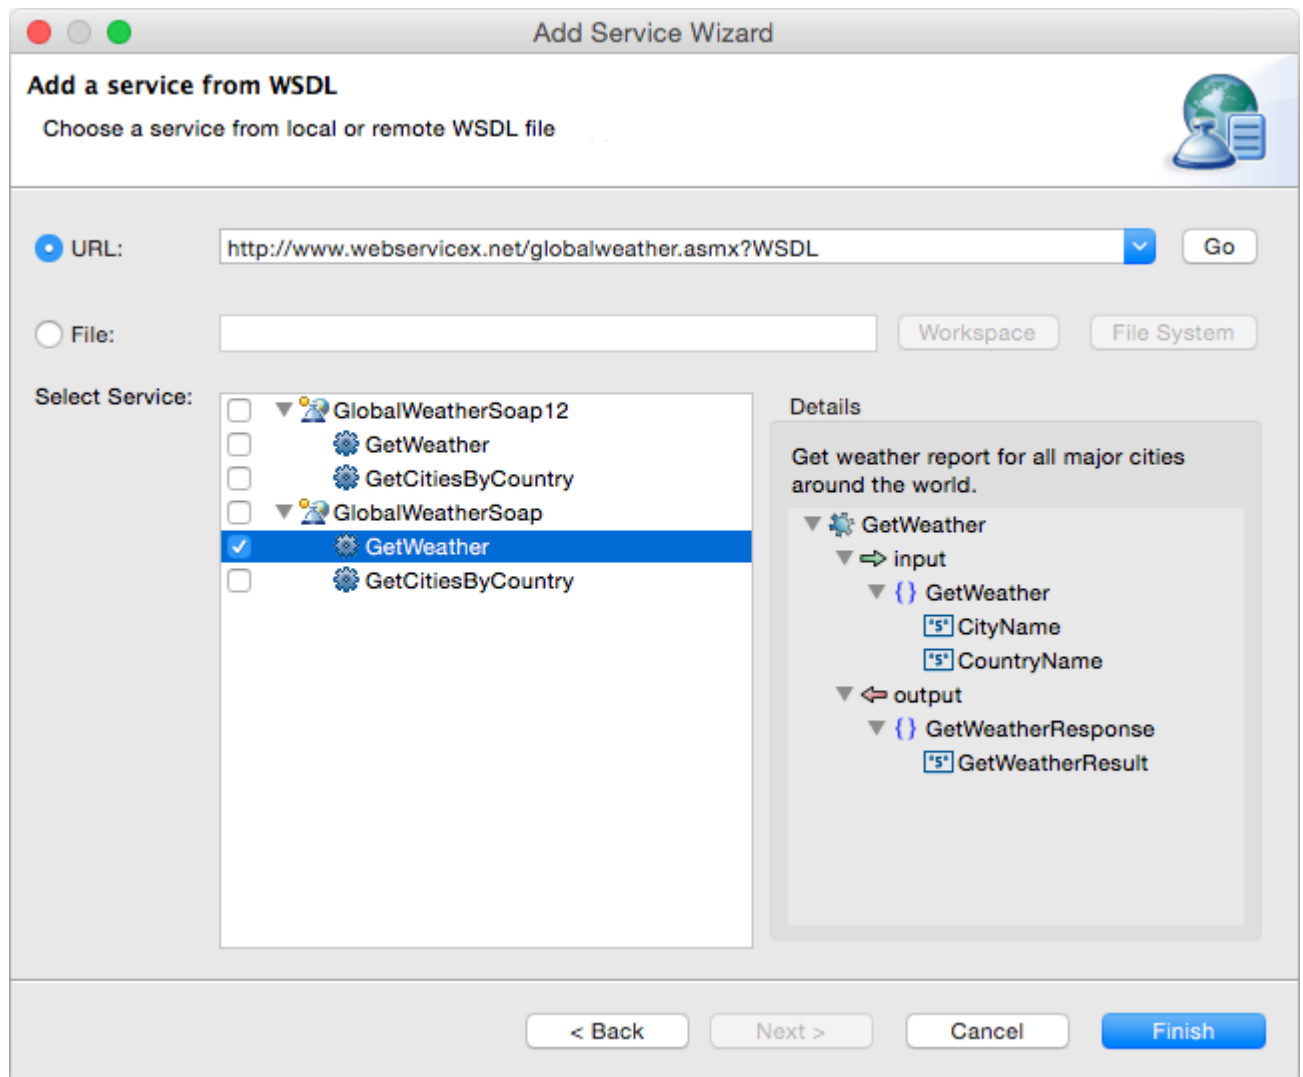 Add Service Wizard
Add a service from WSDL
Choose a service from local or remote WSDL file
URL:
http://www.webservicex.net/globalweather.asmx?WSDL
Go
File:
Workspace
File System
Select Service:
GlobalWeatherSoap12
GetWeather
GetCitiesByCountry
GlobalWeatherSoap
GetWeather
GetCitiesByCountry
Details
Get weather report for all major cities
around the world.
GetWeather
input
{} GetWeather
"S" CityName
"S" CountryName
output
{} GetWeatherResponse
"S" GetWeatherResult
< Back
Next >
Cancel
Finish